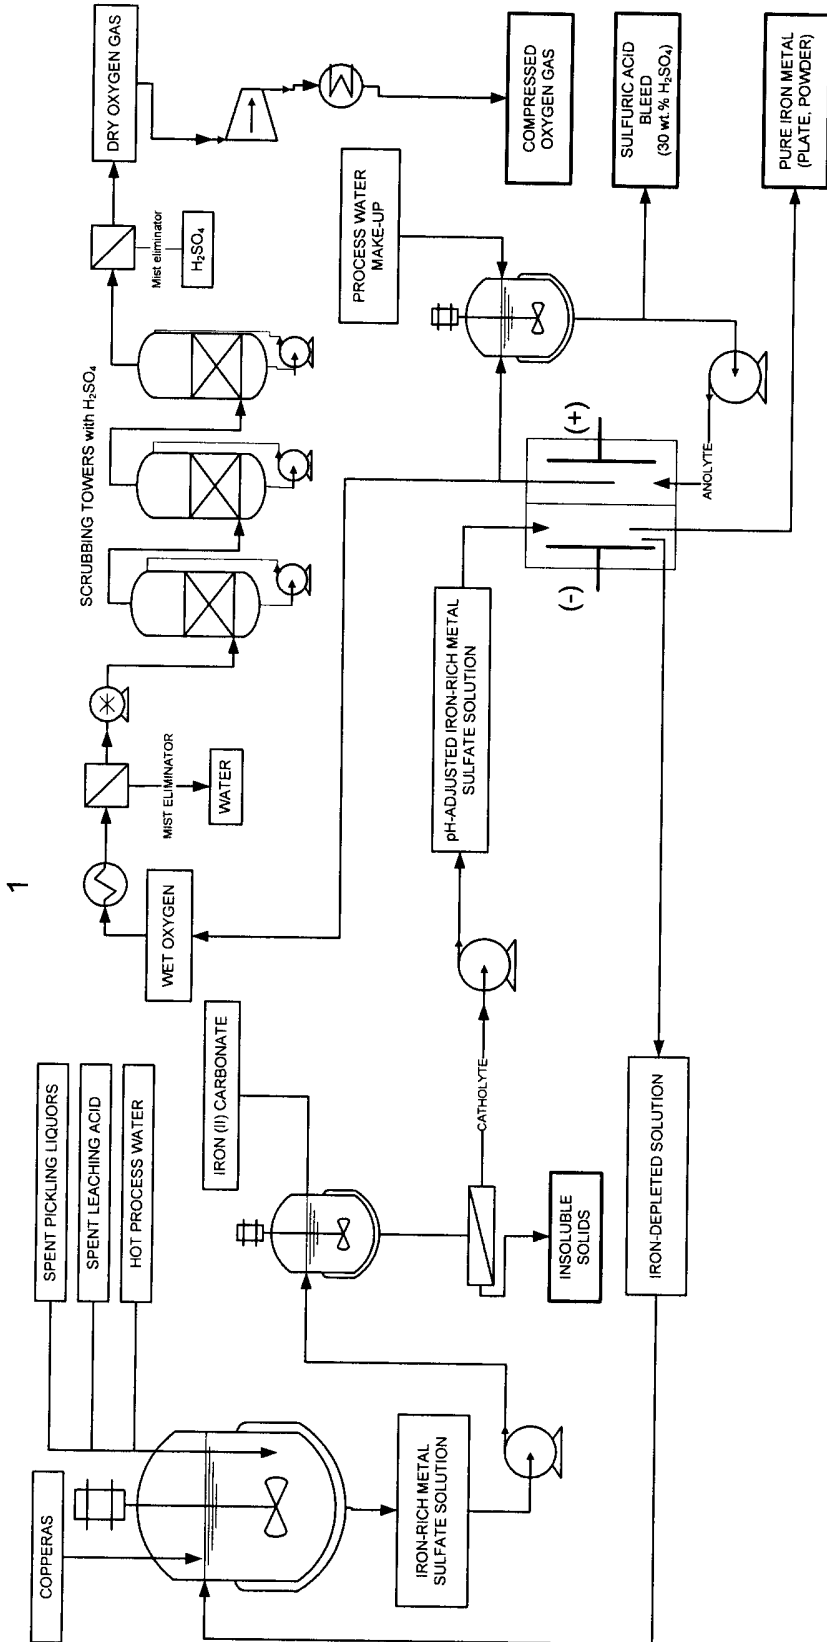 1
COPPERAS
SPENT PICKLING LIQUORS
SPENT LEACHING ACID
HOT PROCESS WATER
IRON-RICH METAL
SULFATE SOLUTION
IRON (II) CARBONATE
INSOLUBLE
SOLIDS
CATHOLYTE
pH-ADJUSTED IRON-RICH METAL
SULFATE SOLUTION
IRON-DEPLETED SOLUTION
WET OXYGEN
MIST ELIMINATOR
WATER
SCRUBBING TOWERS with H₂SO₄
Mist eliminator
H₂SO₄
DRY OXYGEN GAS
COMPRESSED
OXYGEN GAS
PROCESS WATER
MAKE-UP
(-)
(+)
ANOLYTE
SULFURIC ACID
BLEED
(30 wt.% H₂SO₄)
PURE IRON METAL
(PLATE, POWDER)